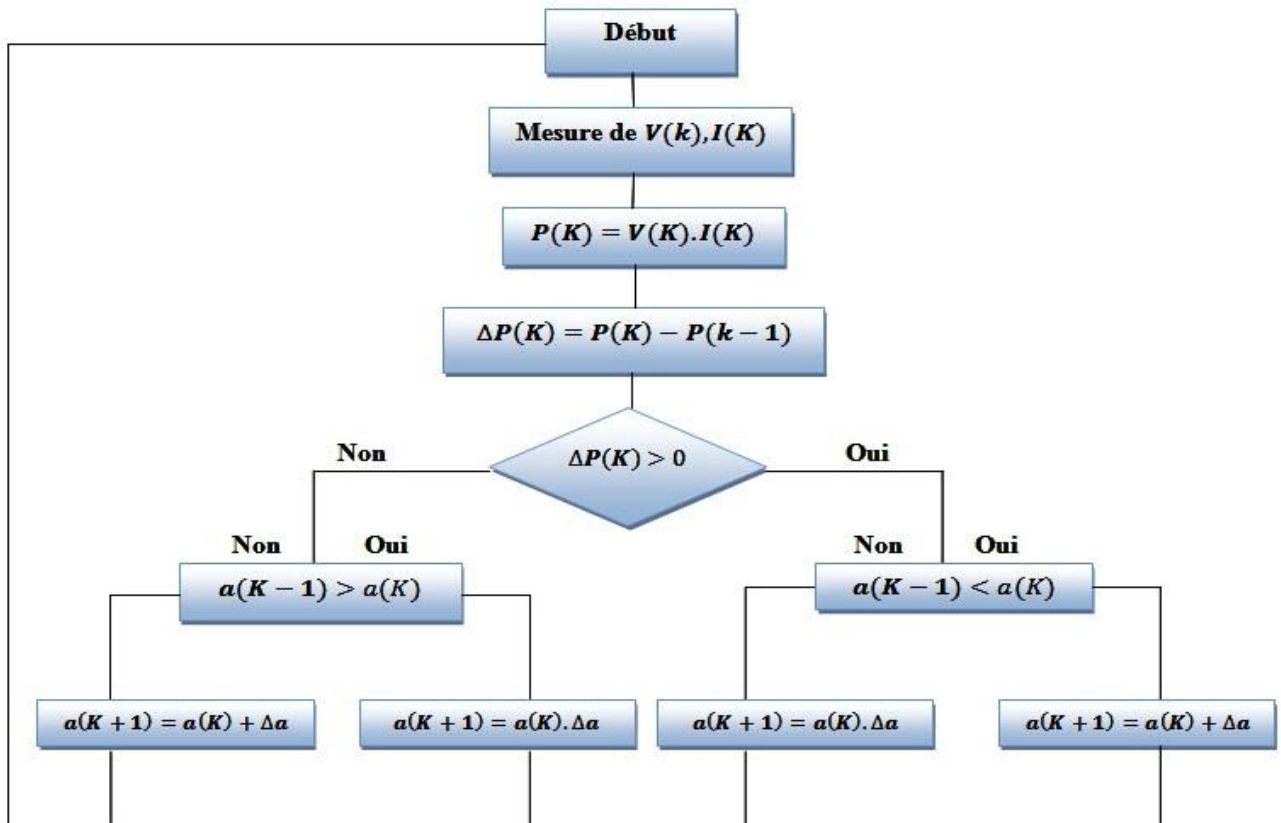 Début
Mesure de V(k),I(K)
P(K) = V(K).I(K)
ΔP(K) = P(K) − P(k − 1)
ΔP(K) > 0
Non
Oui
Non Oui
Non Oui
a(K − 1) > a(K)
a(K − 1) < a(K)
a(K + 1) = a(K) + Δa
a(K + 1) = a(K).Δa
a(K + 1) = a(K).Δa
a(K + 1) = a(K) + Δa